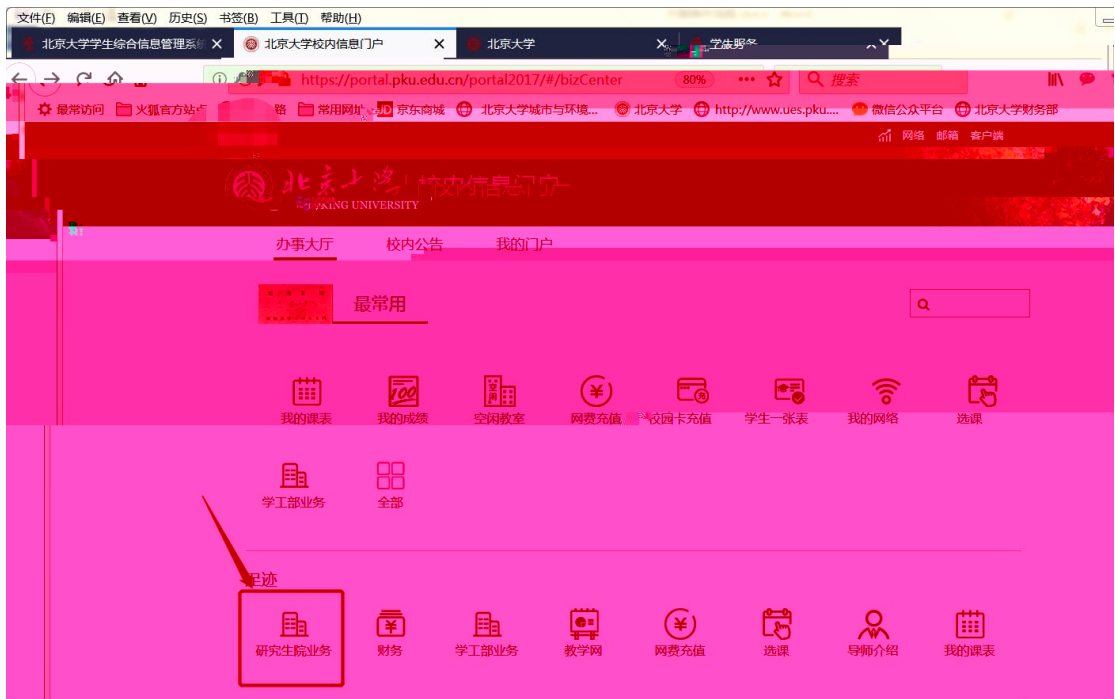 文件(F) 编辑(E) 查看(V) 历史(S) 书签(B) 工具(T) 帮助(H)
北京大学学生综合信息管理系统 × 北京大学校内信息门户 × 北京大学 ×
https://portal.pku.edu.cn/portal2017/#/bizCenter 80% 搜索
最常访问 火狐官方站点 常用网址 JD 京东商城 北京大学城市与环境... 北京大学 http://www.ues.pku.... 微信公众平台 北京大学财务部
网络 邮箱 客户端
北京大学 校内信息门户
PEKING UNIVERSITY
办事大厅 校内公告 我的门户
最常用
我的课表 我的成绩 空闲教室 网费充值 校园卡充值 学生一张表 我的网络 选课
学工部业务 全部
足迹
研究生院业务 财务 学工部业务 教学网 网费充值 选课 导师介绍 我的课表